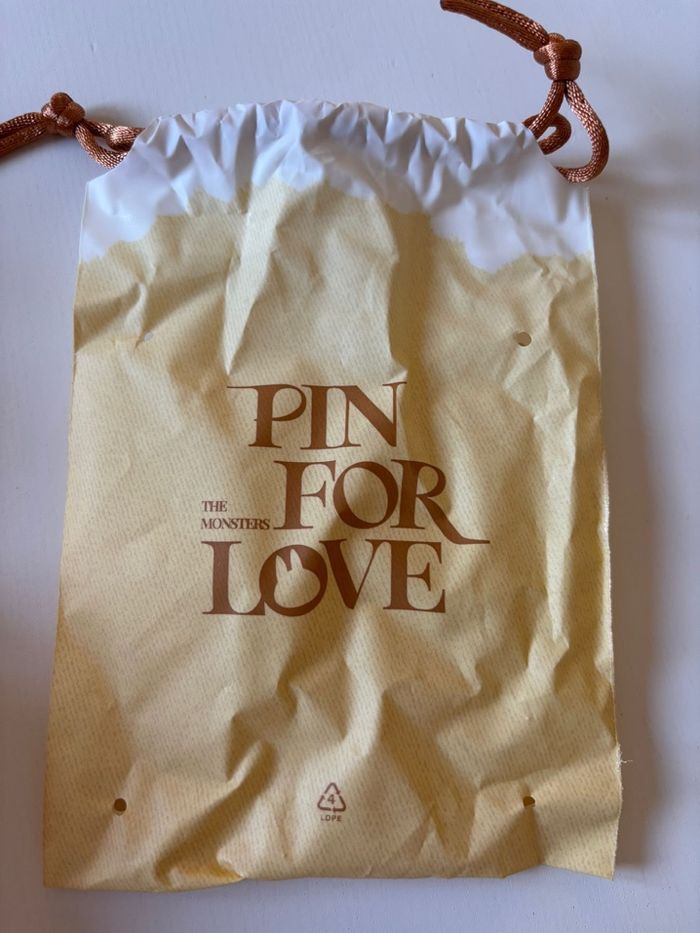 PIN
FOR
THE
MONSTERS
LOVE
4
LDPE